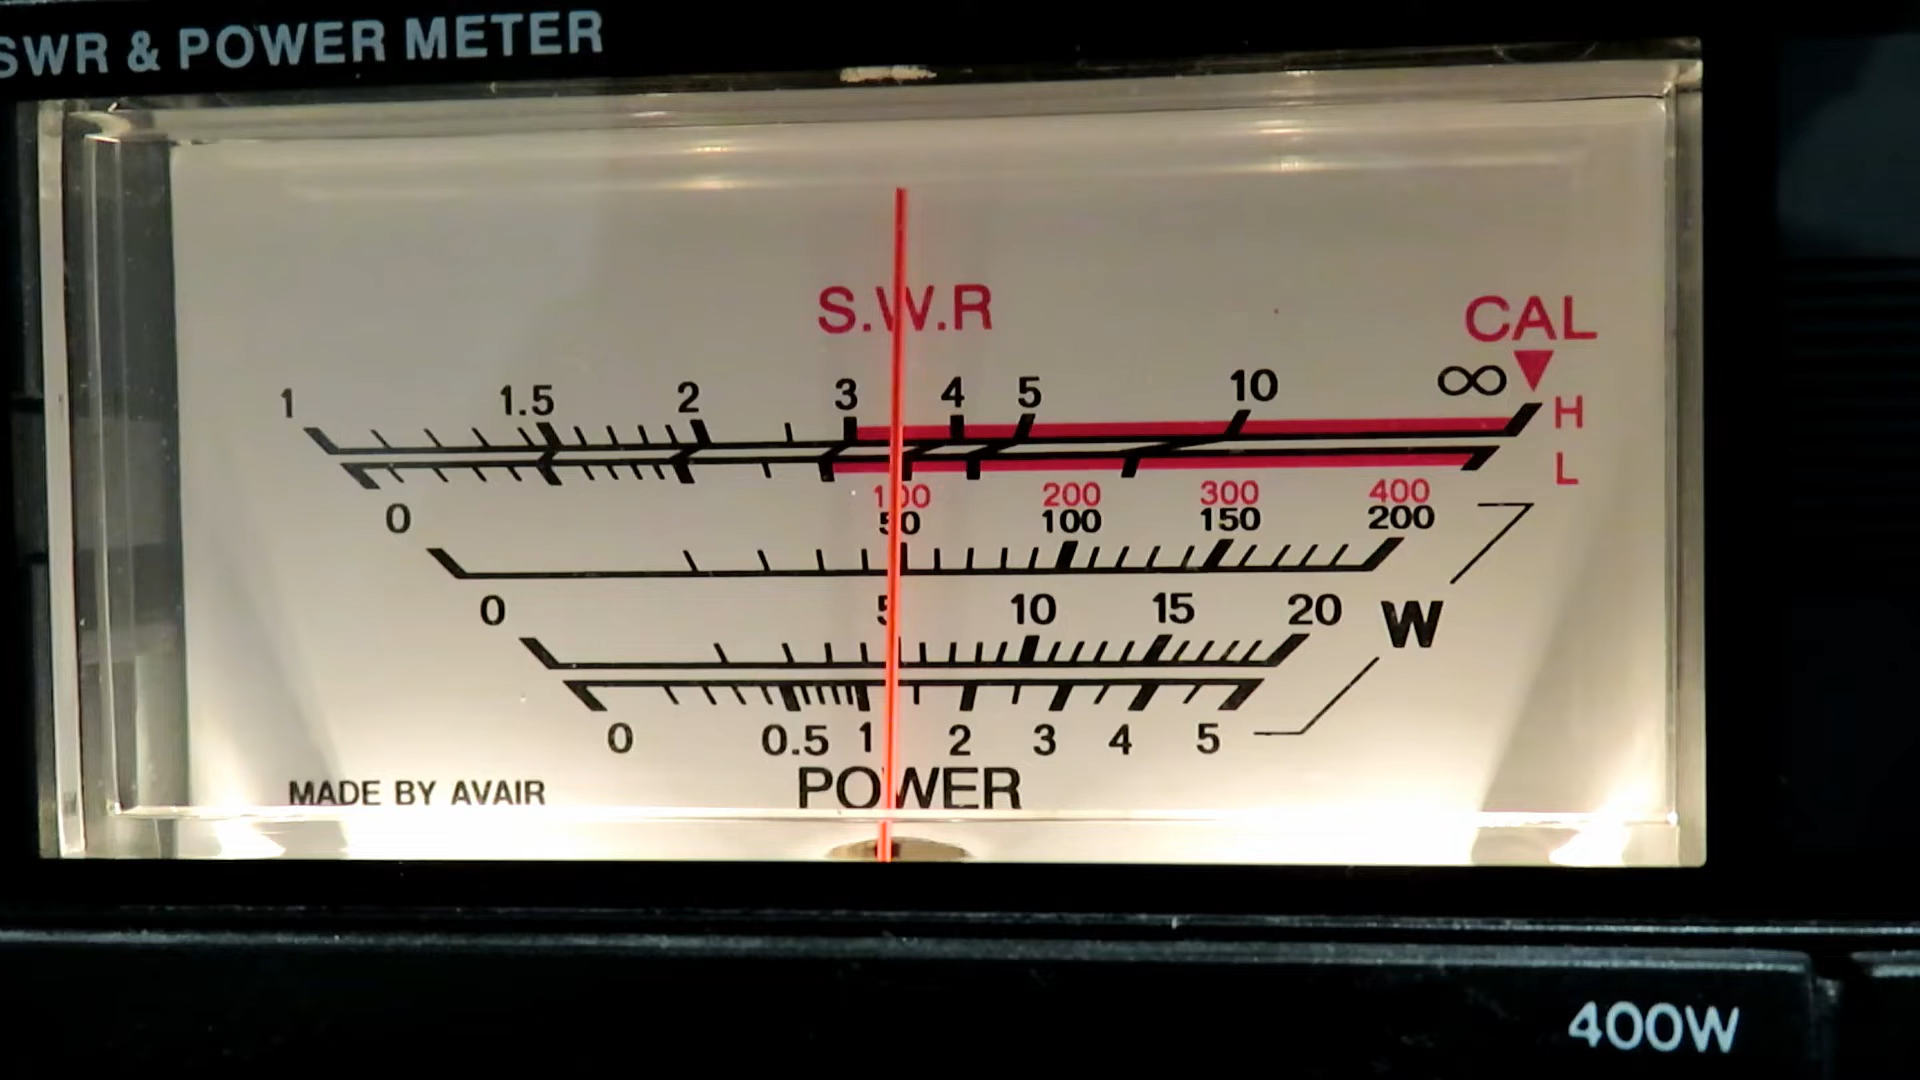 SWR & POWER METER
S.W.R
CAL
1 1.5 2 3 4 5 10 ∞
H
L
100 200 300 400
0 50 100 150 200
0 5 10 15 20
W
0 0.5 1 2 3 4 5
MADE BY AVAIR
POWER
400W